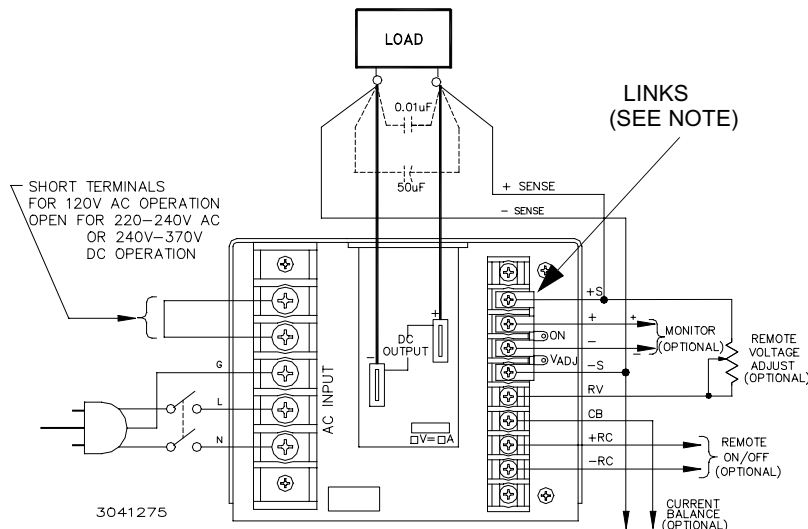 LOAD
0.01uF
50uF
LINKS
(SEE NOTE)
+ SENSE
- SENSE
SHORT TERMINALS
FOR 120V AC OPERATION
OPEN FOR 220-240V AC
OR 240V-370V
DC OPERATION
G
L
N
AC INPUT
+
-
DC
OUTPUT
V= A
ON
VADJ
+S
+
-
-S
RV
CB
+RC
-RC
+
-
MONITOR
(OPTIONAL)
REMOTE
VOLTAGE
ADJUST
(OPTIONAL)
REMOTE
ON/OFF
(OPTIONAL)
CURRENT
BALANCE
(OPTIONAL)
3041275